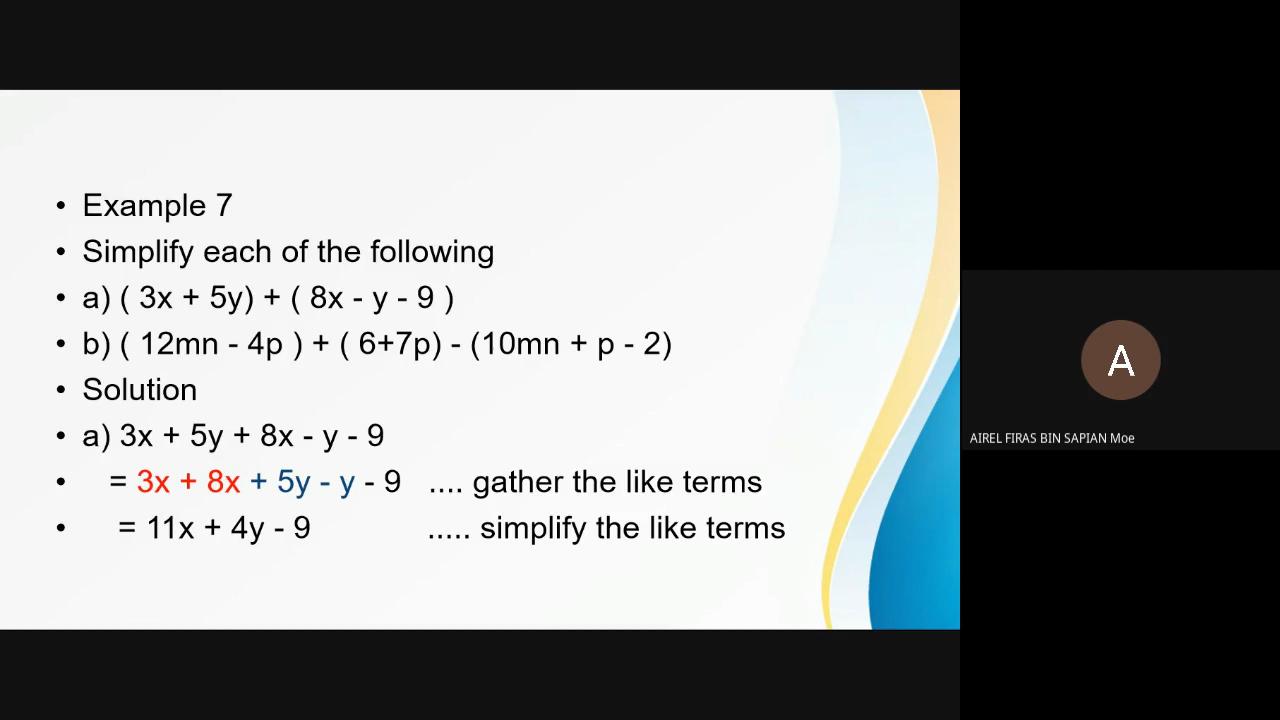 • Example 7
• Simplify each of the following
• a) ( 3x + 5y) + ( 8x - y - 9 )
• b) ( 12mn - 4p ) + ( 6+7p) - (10mn + p - 2)
• Solution
• a) 3x + 5y + 8x - y - 9
• = 3x + 8x + 5y - y - 9 .... gather the like terms
• = 11x + 4y - 9 ..... simplify the like terms
A
AIREL FIRAS BIN SAPIAN Moe